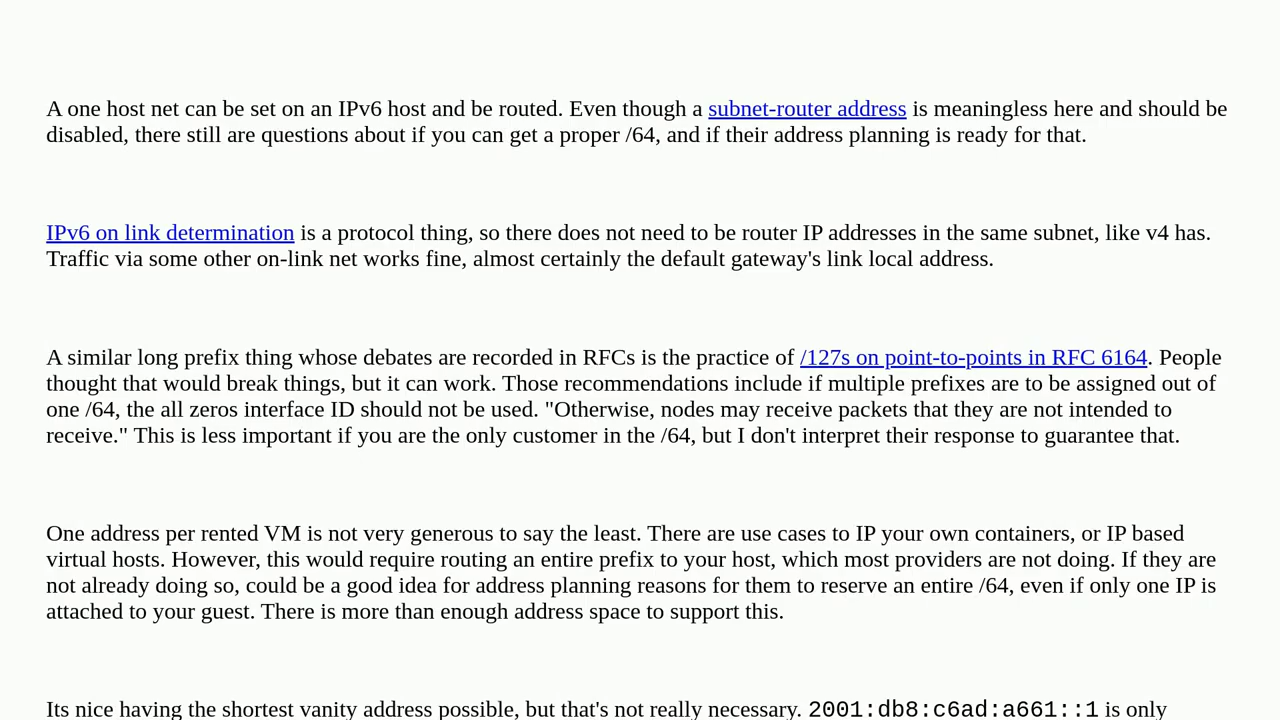 A one host net can be set on an IPv6 host and be routed. Even though a subnet-router address is meaningless here and should be
disabled, there still are questions about if you can get a proper /64, and if their address planning is ready for that.
IPv6 on link determination is a protocol thing, so there does not need to be router IP addresses in the same subnet, like v4 has.
Traffic via some other on-link net works fine, almost certainly the default gateway's link local address.
A similar long prefix thing whose debates are recorded in RFCs is the practice of /127s on point-to-points in RFC 6164. People
thought that would break things, but it can work. Those recommendations include if multiple prefixes are to be assigned out of
one /64, the all zeros interface ID should not be used. "Otherwise, nodes may receive packets that they are not intended to
receive." This is less important if you are the only customer in the /64, but I don't interpret their response to guarantee that.
One address per rented VM is not very generous to say the least. There are use cases to IP your own containers, or IP based
virtual hosts. However, this would require routing an entire prefix to your host, which most providers are not doing. If they are
not already doing so, could be a good idea for address planning reasons for them to reserve an entire /64, even if only one IP is
attached to your guest. There is more than enough address space to support this.
Its nice having the shortest vanity address possible, but that's not really necessary. 2001:db8:c6ad:a661::1 is only